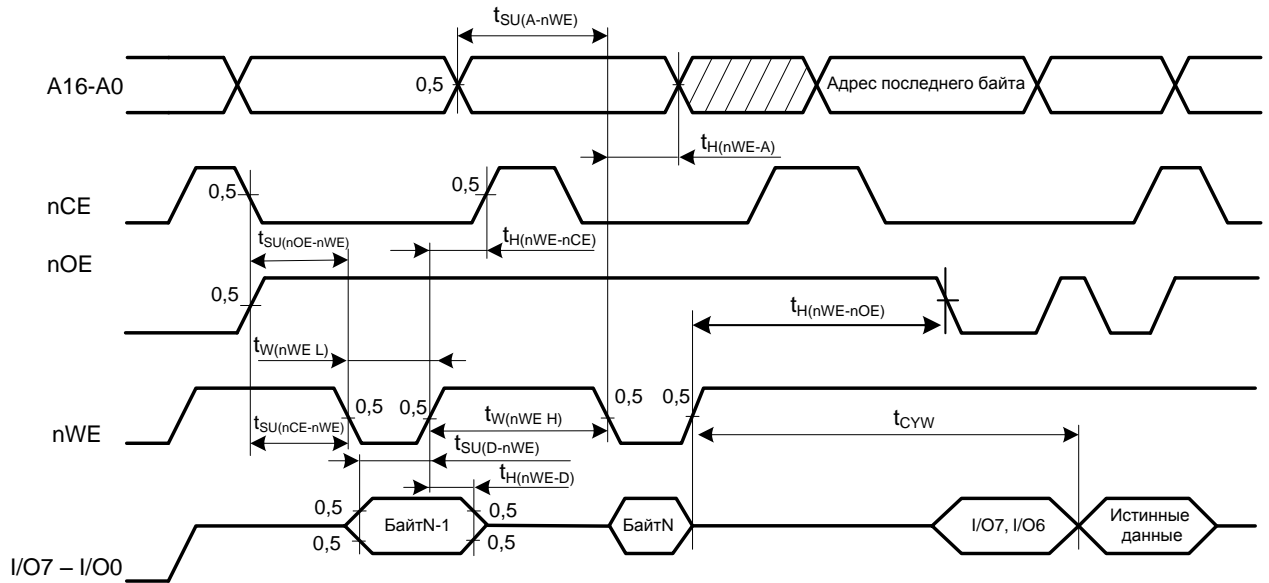 tSU(A-nWE)
A16-A0
0,5
Адрес последнего байта
tH(nWE-A)
nCE
0,5
0,5
tSU(nOE-nWE)
tH(nWE-nCE)
nOE
0,5
tH(nWE-nOE)
tW(nWE L)
nWE
0,5
0,5
0,5
0,5
tSU(nCE-nWE)
tW(nWE H)
tCYW
tSU(D-nWE)
tH(nWE-D)
0,5
0,5
0,5
0,5
БайтN-1
БайтN
I/O7, I/O6
Истинные
данные
I/O7 – I/O0